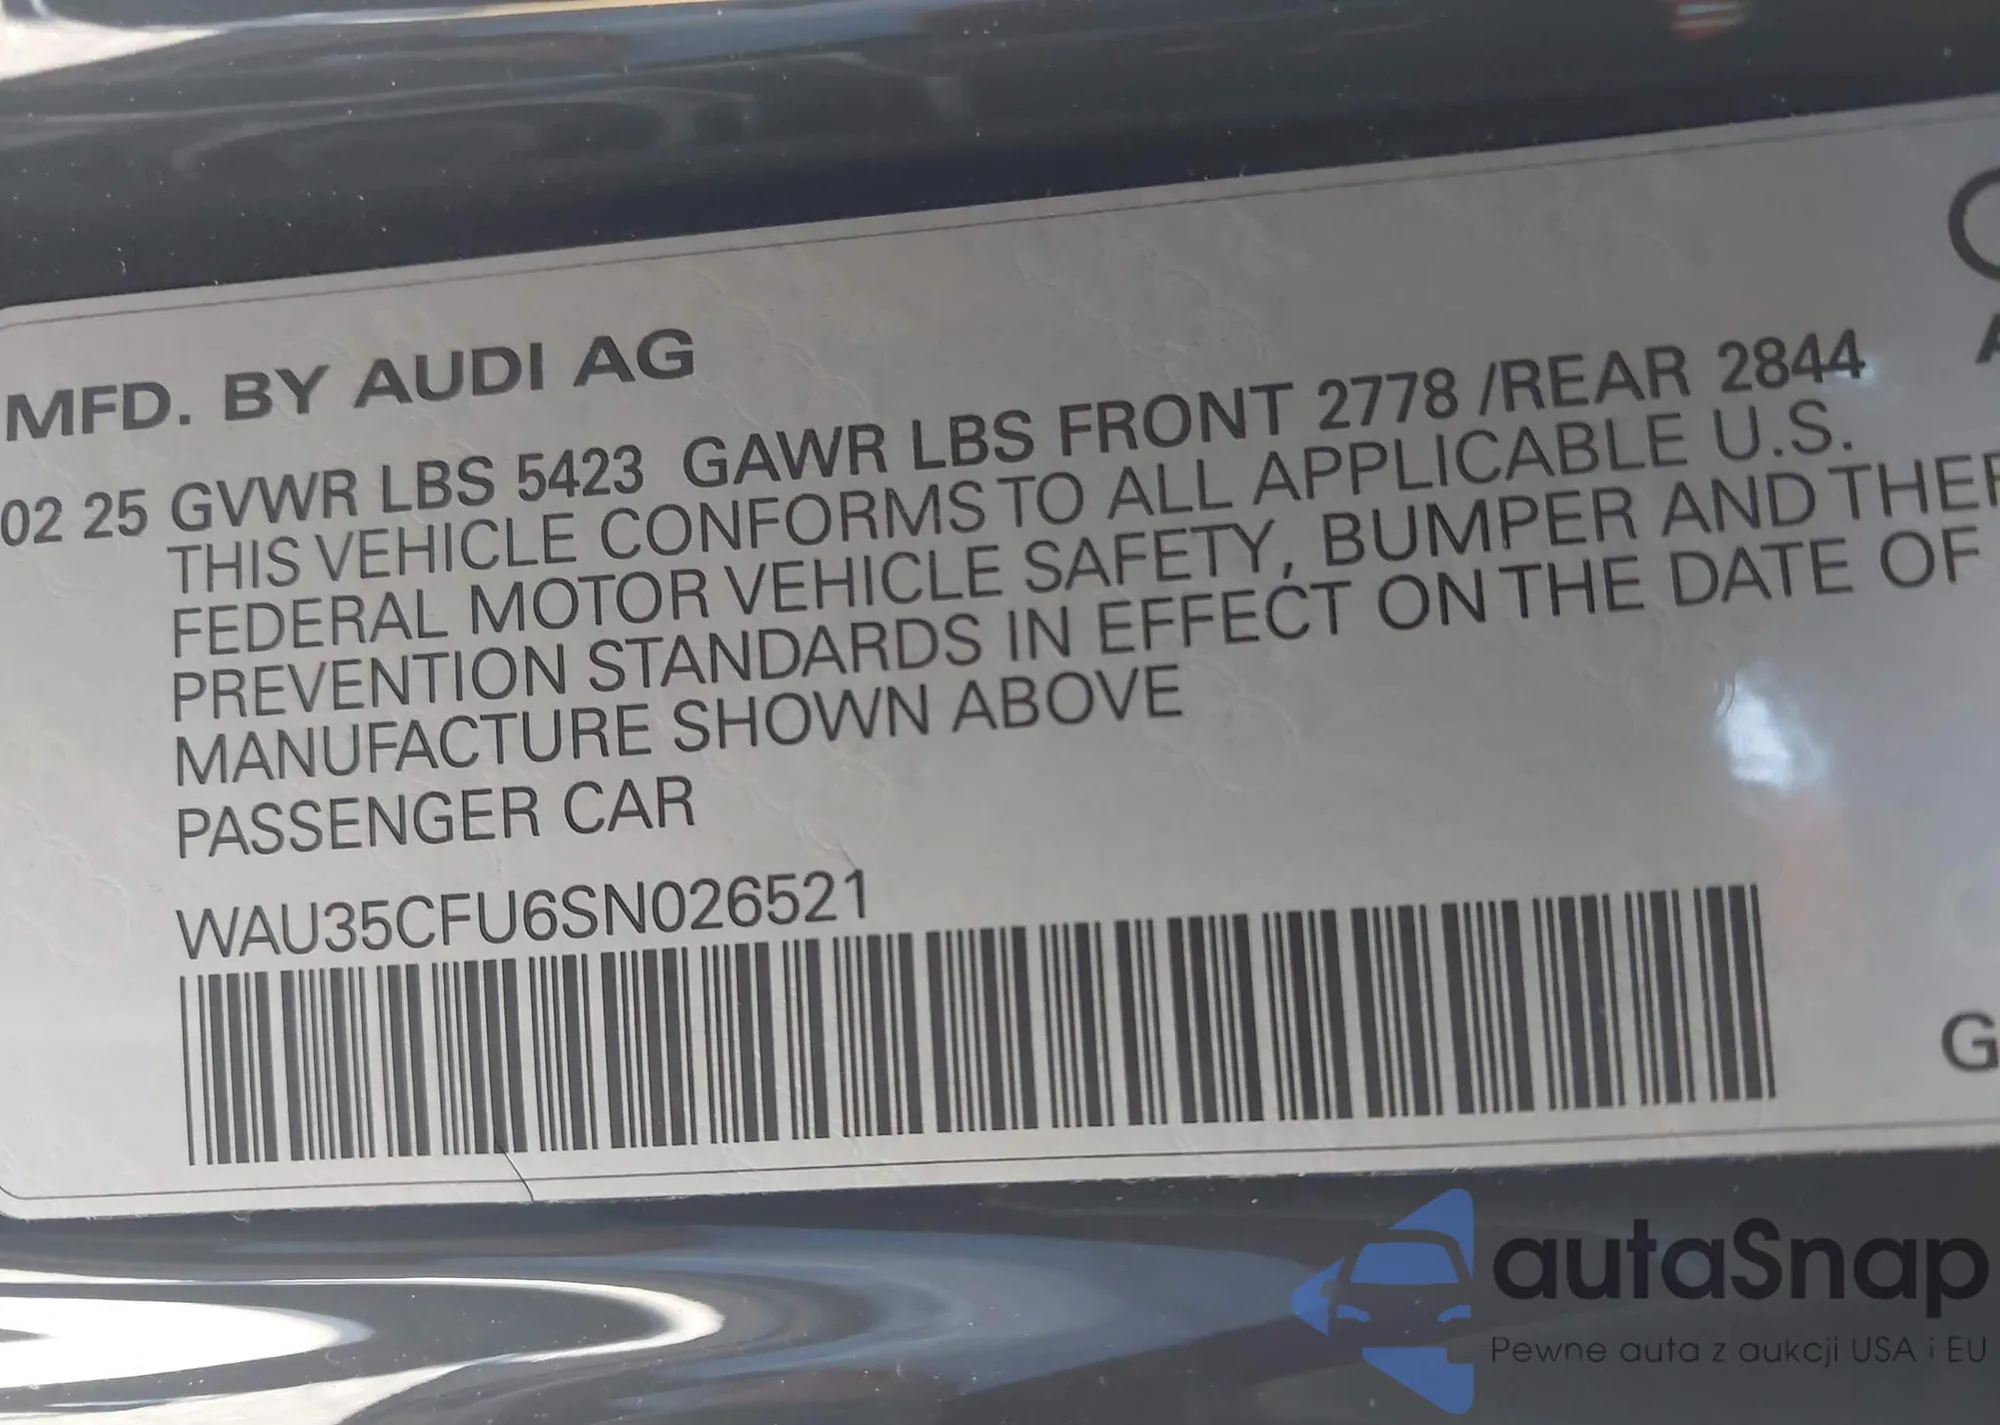 MFD. BY AUDI AG
02 25 GVWR LBS 5423 GAWR LBS FRONT 2778 /REAR 2844
THIS VEHICLE CONFORMS TO ALL APPLICABLE U.S.
FEDERAL MOTOR VEHICLE SAFETY, BUMPER AND THEF
PREVENTION STANDARDS IN EFFECT ON THE DATE OF
MANUFACTURE SHOWN ABOVE
PASSENGER CAR
WAU35CFU6SN026521
G
autaSnap
Pewne auta z aukcji USA i EU